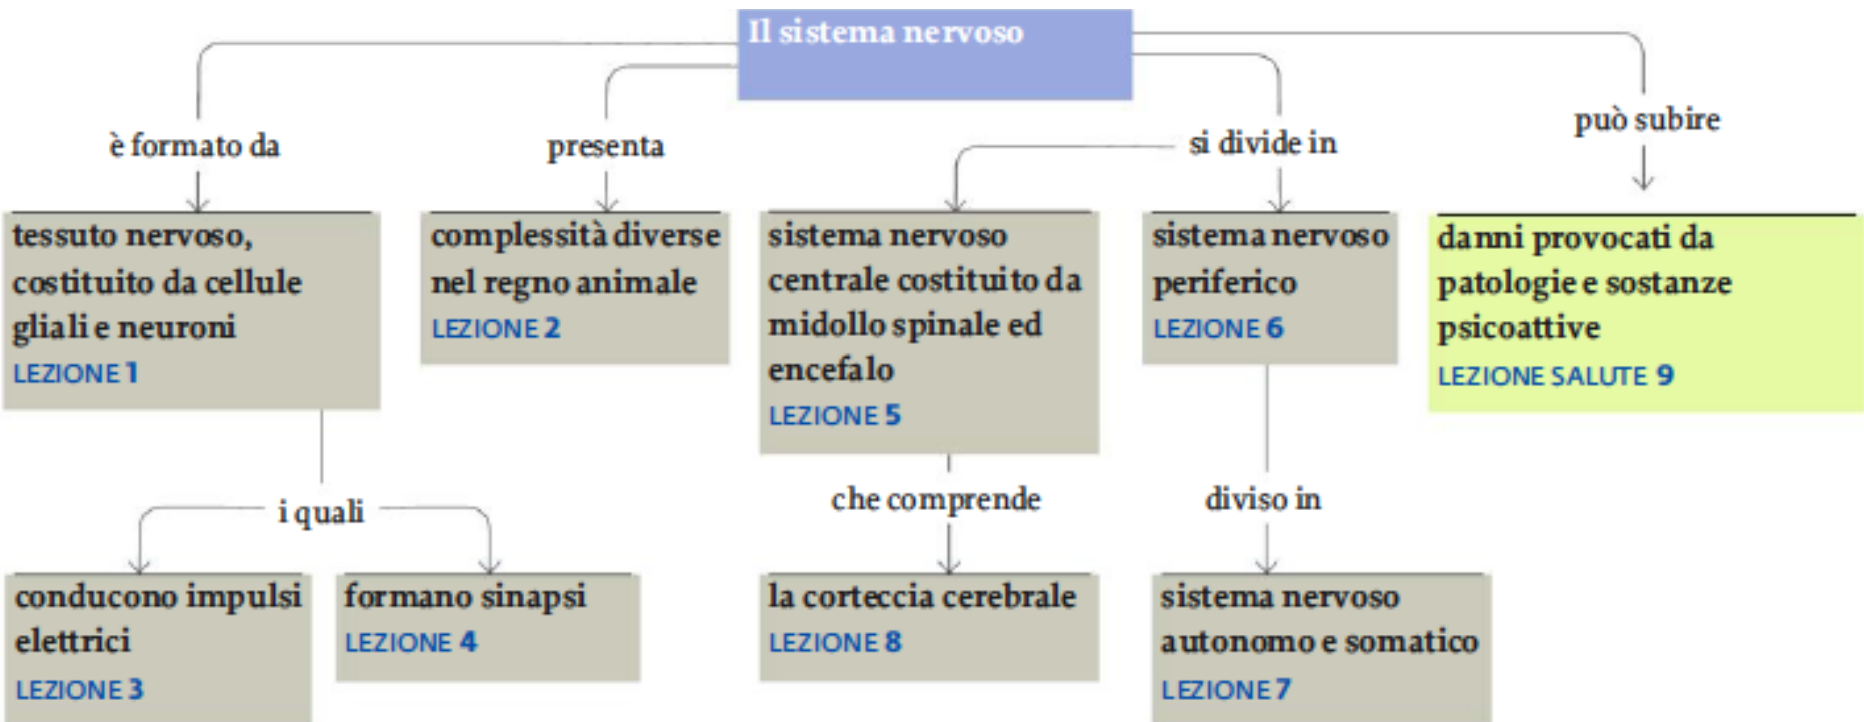 Il sistema nervoso
è formato da
presenta
si divide in
può subire
tessuto nervoso,
costituito da cellule
gliali e neuroni
LEZIONE 1
complessità diverse
nel regno animale
LEZIONE 2
sistema nervoso
centrale costituito da
midollo spinale ed
encefalo
LEZIONE 5
sistema nervoso
periferico
LEZIONE 6
danni provocati da
patologie e sostanze
psicoattive
LEZIONE SALUTE 9
i quali
che comprende
diviso in
conducono impulsi
elettrici
LEZIONE 3
formano sinapsi
LEZIONE 4
la corteccia cerebrale
LEZIONE 8
sistema nervoso
autonomo e somatico
LEZIONE 7